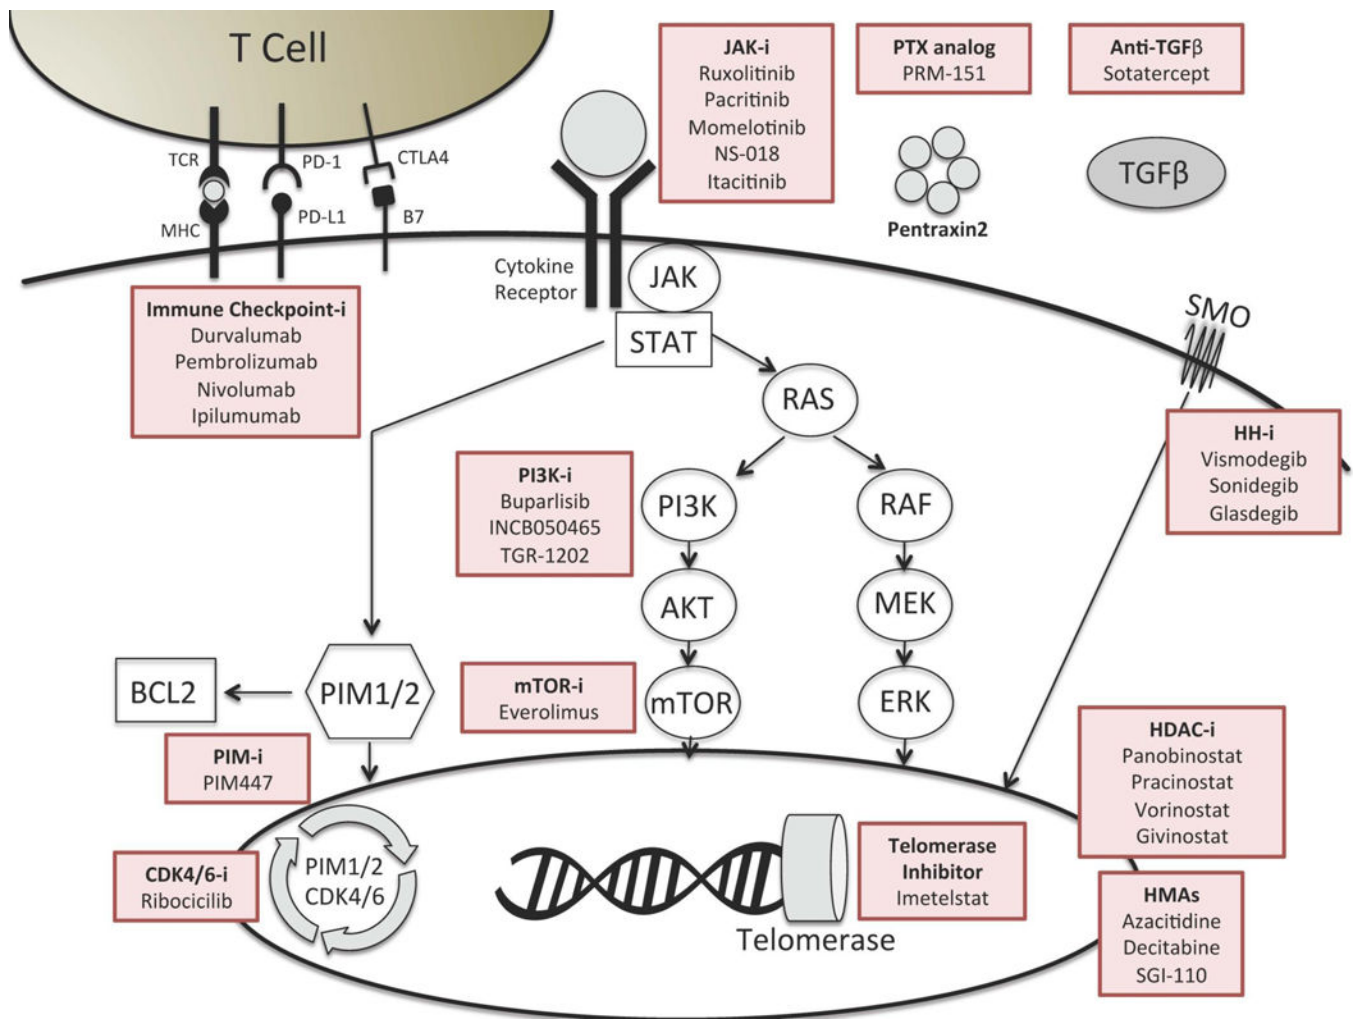 T Cell
TCR
PD-1
CTLA4
MHC
PD-L1
B7
Immune Checkpoint-i
Durvalumab
Pembrolizumab
Nivolumab
Ipilumumab
Cytokine
Receptor
JAK
STAT
JAK-i
Ruxolitinib
Pacritinib
Momelotinib
NS-018
Itacitinib
PTX analog
PRM-151
Pentraxin2
Anti-TGFβ
Sotatercept
TGFβ
SMO
HH-i
Vismodegib
Sonidegib
Glasdegib
RAS
PI3K-i
Buparlisib
INCB050465
TGR-1202
PI3K
RAF
AKT
MEK
mTOR-i
Everolimus
mTOR
ERK
BCL2
PIM1/2
PIM-i
PIM447
CDK4/6-i
Ribocicilib
PIM1/2
CDK4/6
Telomerase
Telomerase
Inhibitor
Imetelstat
HDAC-i
Panobinostat
Pracinostat
Vorinostat
Givinostat
HMAs
Azacitidine
Decitabine
SGI-110